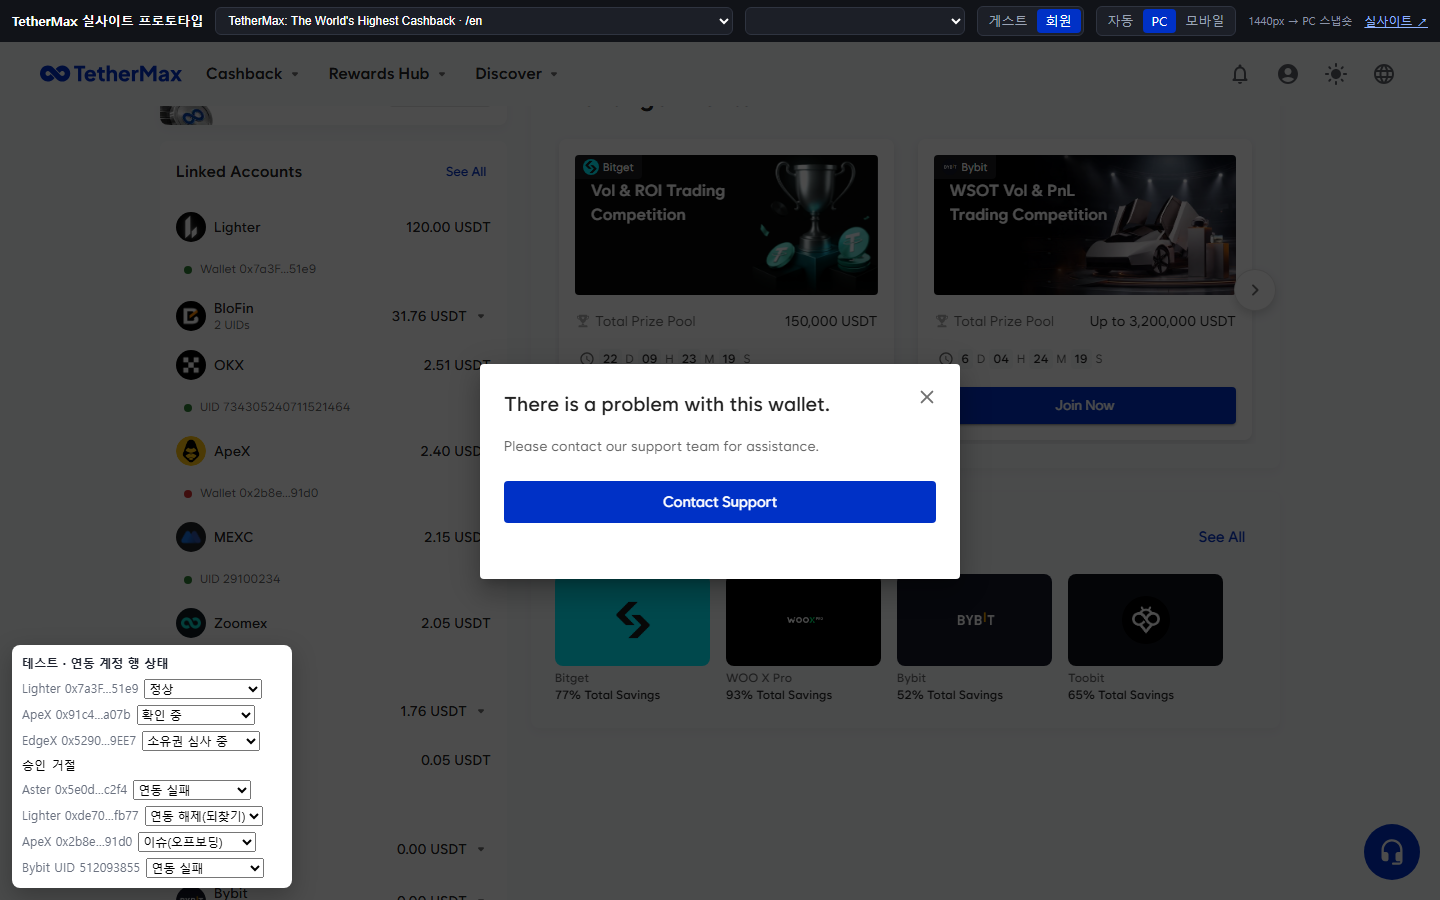 TetherMax 실사이트 프로토타입
TetherMax: The World's Highest Cashback · /en
게스트 회원
자동 PC 모바일
1440px → PC 스냅숏
실사이트 ↗
TetherMax
Cashback
Rewards Hub
Discover
Linked Accounts
See All
Lighter
120.00 USDT
Wallet 0x7a3F...51e9
BloFin
2 UIDs
31.76 USDT
OKX
2.51 USDT
UID 734305240711521464
ApeX
2.40 USD
Wallet 0x2b8e...91d0
MEXC
2.15 USD
UID 29100234
Zoomex
2.05 USDT
1.76 USDT
0.05 USDT
0.00 USDT
Bybit
Bitget
Vol & ROI Trading
Competition
Total Prize Pool
150,000 USDT
22 D 09 H 23 M 19 S
BYBIT Bybit
WSOT Vol & PnL
Trading Competition
Total Prize Pool
Up to 3,200,000 USDT
6 D 04 H 24 M 19 S
Join Now
There is a problem with this wallet.
Please contact our support team for assistance.
Contact Support
See All
WOOX PRO
BYBIT
Bitget
77% Total Savings
WOO X Pro
93% Total Savings
Bybit
52% Total Savings
Toobit
65% Total Savings
테스트 · 연동 계정 행 상태
Lighter 0x7a3F...51e9 정상
ApeX 0x91c4...a07b 확인 중
EdgeX 0x5290...9EE7 소유권 심사 중
승인 거절
Aster 0x5e0d...c2f4 연동 실패
Lighter 0xde70...fb77 연동 해제(되찾기)
ApeX 0x2b8e...91d0 이슈(오프보딩)
Bybit UID 512093855 연동 실패